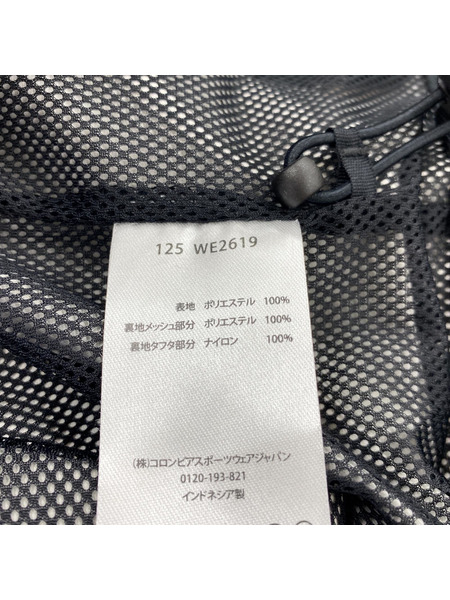 125 WE2619
表地 ポリエステル 100%
裏地メッシュ部分 ポリエステル 100%
裏地タフタ部分 ナイロン 100%
(株)コロンビアスポーツウェアジャパン
0120-193-821
インドネシア製